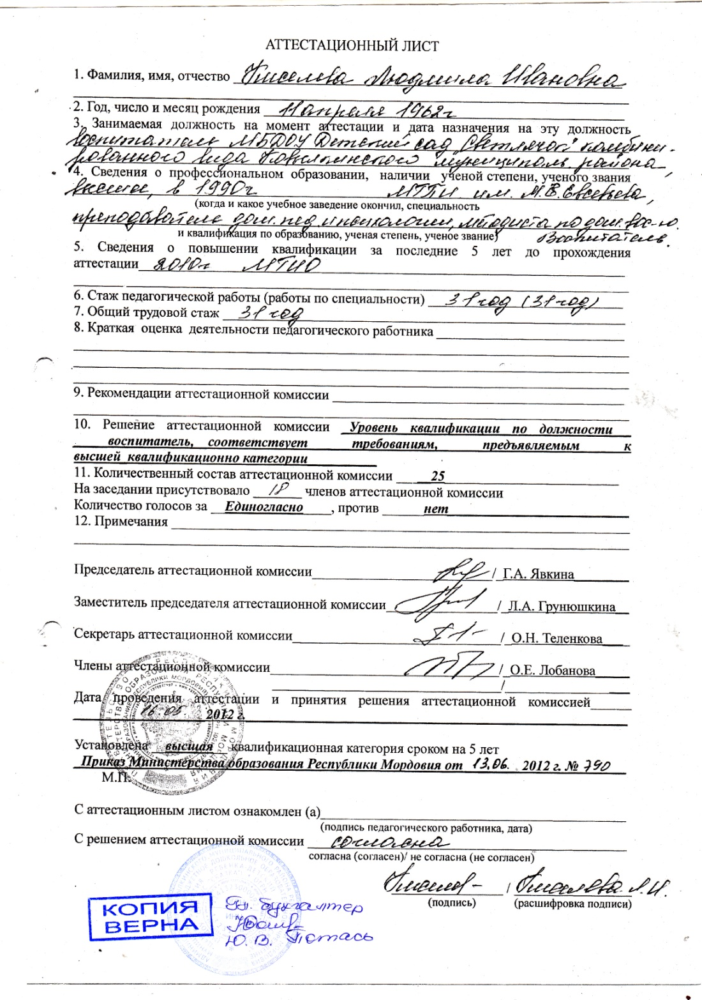 АТТЕСТАЦИОННЫЙ ЛИСТ
1. Фамилия, имя, отчество Киселева Людмила Ивановна
2. Год, число и месяц рождения 11 апреля 1962г
3. Занимаемая должность на момент аттестации и дата назначения на эту должность
воспитатель МБДОУ Детский сад „Светлячок" комбини-
рованного вида Ковылкинского муниципаль. района,
4. Сведения о профессиональном образовании, наличии ученой степени, ученого звания
высшее, в 1990г МГПИ им. М.Е. Евсевьева,
(когда и какое учебное заведение окончил, специальность
преподаватель дош. пед. и психологии, методиста по дош. вос-ю.
и квалификация по образованию, ученая степень, ученое звание) Воспитатель.
5. Сведения о повышении квалификации за последние 5 лет до прохождения
аттестации 2010г
6. Стаж педагогической работы (работы по специальности) 31 год (31 год)
7. Общий трудовой стаж 31 год
8. Краткая оценка деятельности педагогического работника
9. Рекомендации аттестационной комиссии
10. Решение аттестационной комиссии Уровень квалификации по должности
воспитатель, соответствует требованиям, предъявляемым к
высшей квалификационно категории
11. Количественный состав аттестационной комиссии 25
На заседании присутствовало 18 членов аттестационной комиссии
Количество голосов за Единогласно, против нет
12. Примечания
Председатель аттестационной комиссии / Г.А. Явкина
Заместитель председателя аттестационной комиссии / Л.А. Грунюшкина
Секретарь аттестационной комиссии / О.Н. Теленкова
Члены аттестационной комиссии / О.Е. Лобанова
/
Дата проведения аттестации и принятия решения аттестационной комиссией
16.05. 2012 г.
Установлена высшая квалификационная категория сроком на 5 лет
Приказ Министерства образования Республики Мордовия от 13.06. 2012 г. № 790
М.П.
С аттестационным листом ознакомлен (а)
(подпись педагогического работника, дата)
С решением аттестационной комиссии согласна
согласна (согласен)/ не согласна (не согласен)
/ Киселева Л.И.
(подпись) (расшифровка подписи)
КОПИЯ
ВЕРНА
Гл. бухгалтер
Ю. В.